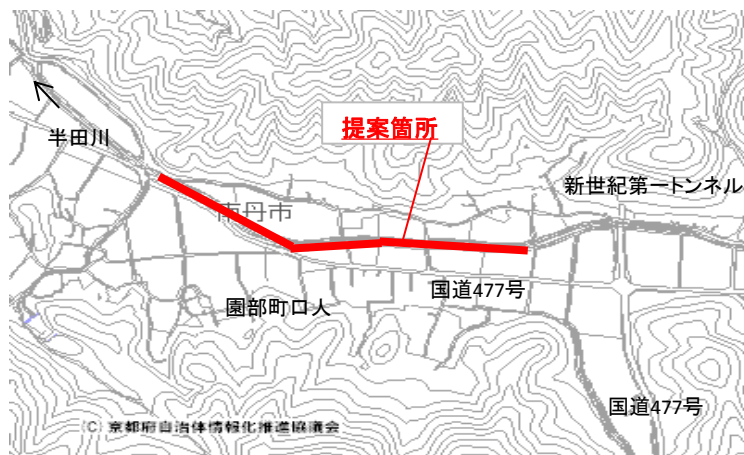 提案箇所
半田川
新世紀第一トンネル
南丹市
国道477号
園部町口人
国道477号
(C) 京都府自治体情報化推進協議会